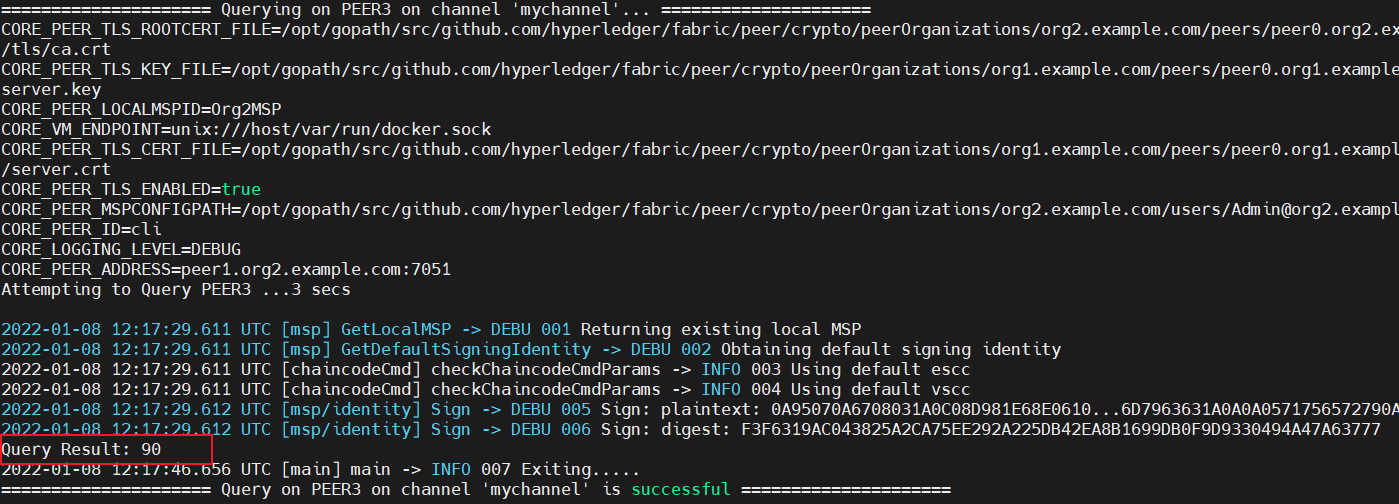 ===================== Querying on PEER3 on channel 'mychannel'... =====================
CORE_PEER_TLS_ROOTCERT_FILE=/opt/gopath/src/github.com/hyperledger/fabric/peer/crypto/peerOrganizations/org2.example.com/peers/peer0.org2.ex
/tls/ca.crt
CORE_PEER_TLS_KEY_FILE=/opt/gopath/src/github.com/hyperledger/fabric/peer/crypto/peerOrganizations/org1.example.com/peers/peer0.org1.example
server.key
CORE_PEER_LOCALMSPID=Org2MSP
CORE_VM_ENDPOINT=unix:///host/var/run/docker.sock
CORE_PEER_TLS_CERT_FILE=/opt/gopath/src/github.com/hyperledger/fabric/peer/crypto/peerOrganizations/org1.example.com/peers/peer0.org1.exampl
/server.crt
CORE_PEER_TLS_ENABLED=true
CORE_PEER_MSPCONFIGPATH=/opt/gopath/src/github.com/hyperledger/fabric/peer/crypto/peerOrganizations/org2.example.com/users/Admin@org2.exampl
CORE_PEER_ID=cli
CORE_LOGGING_LEVEL=DEBUG
CORE_PEER_ADDRESS=peer1.org2.example.com:7051
Attempting to Query PEER3 ...3 secs
2022-01-08 12:17:29.611 UTC [msp] GetLocalMSP -> DEBU 001 Returning existing local MSP
2022-01-08 12:17:29.611 UTC [msp] GetDefaultSigningIdentity -> DEBU 002 Obtaining default signing identity
2022-01-08 12:17:29.611 UTC [chaincodeCmd] checkChaincodeCmdParams -> INFO 003 Using default escc
2022-01-08 12:17:29.611 UTC [chaincodeCmd] checkChaincodeCmdParams -> INFO 004 Using default vscc
2022-01-08 12:17:29.612 UTC [msp/identity] Sign -> DEBU 005 Sign: plaintext: 0A95070A6708031A0C08D981E68E0610...6D7963631A0A0A0571756572790A
2022-01-08 12:17:29.612 UTC [msp/identity] Sign -> DEBU 006 Sign: digest: F3F6319AC043825A2CA75EE292A225DB42EA8B1699DB0F9D9330494A47A63777
Query Result: 90
2022-01-08 12:17:46.656 UTC [main] main -> INFO 007 Exiting.....
===================== Query on PEER3 on channel 'mychannel' is successful =====================